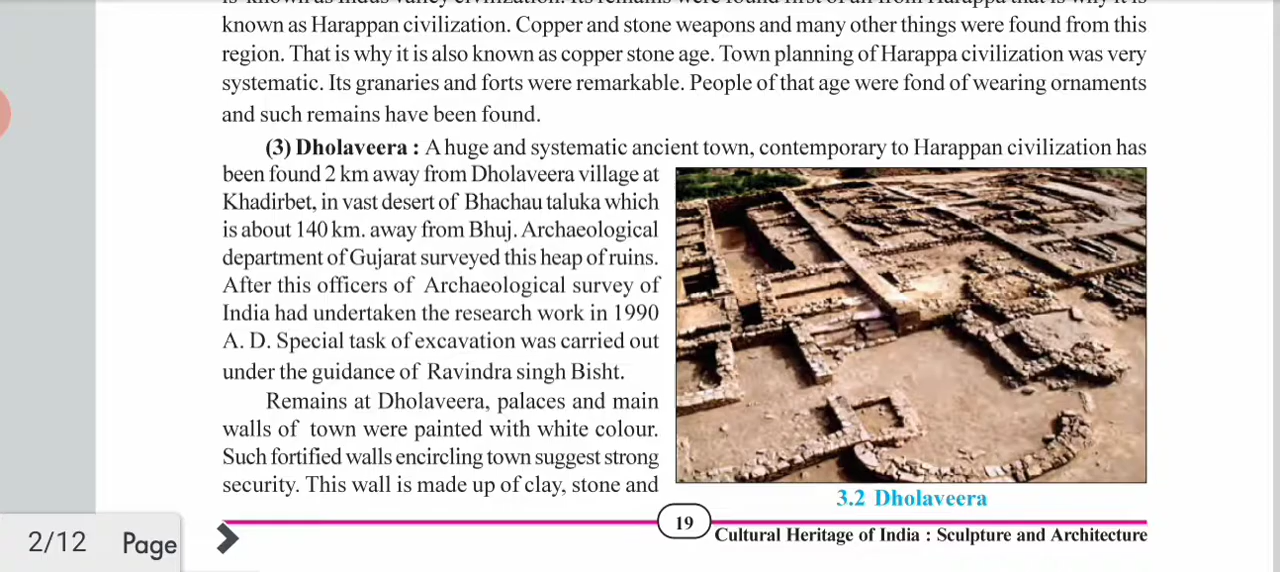 known as Harappan civilization. Copper and stone weapons and many other things were found from this
region. That is why it is also known as copper stone age. Town planning of Harappa civilization was very
systematic. Its granaries and forts were remarkable. People of that age were fond of wearing ornaments
and such remains have been found.
(3) Dholaveera : A huge and systematic ancient town, contemporary to Harappan civilization has
been found 2 km away from Dholaveera village at
Khadirbet, in vast desert of Bhachau taluka which
is about 140 km. away from Bhuj. Archaeological
department of Gujarat surveyed this heap of ruins.
After this officers of Archaeological survey of
India had undertaken the research work in 1990
A. D. Special task of excavation was carried out
under the guidance of Ravindra singh Bisht.
Remains at Dholaveera, palaces and main
walls of town were painted with white colour.
Such fortified walls encircling town suggest strong
security. This wall is made up of clay, stone and
3.2 Dholaveera
19
Cultural Heritage of India : Sculpture and Architecture
2/12 Page